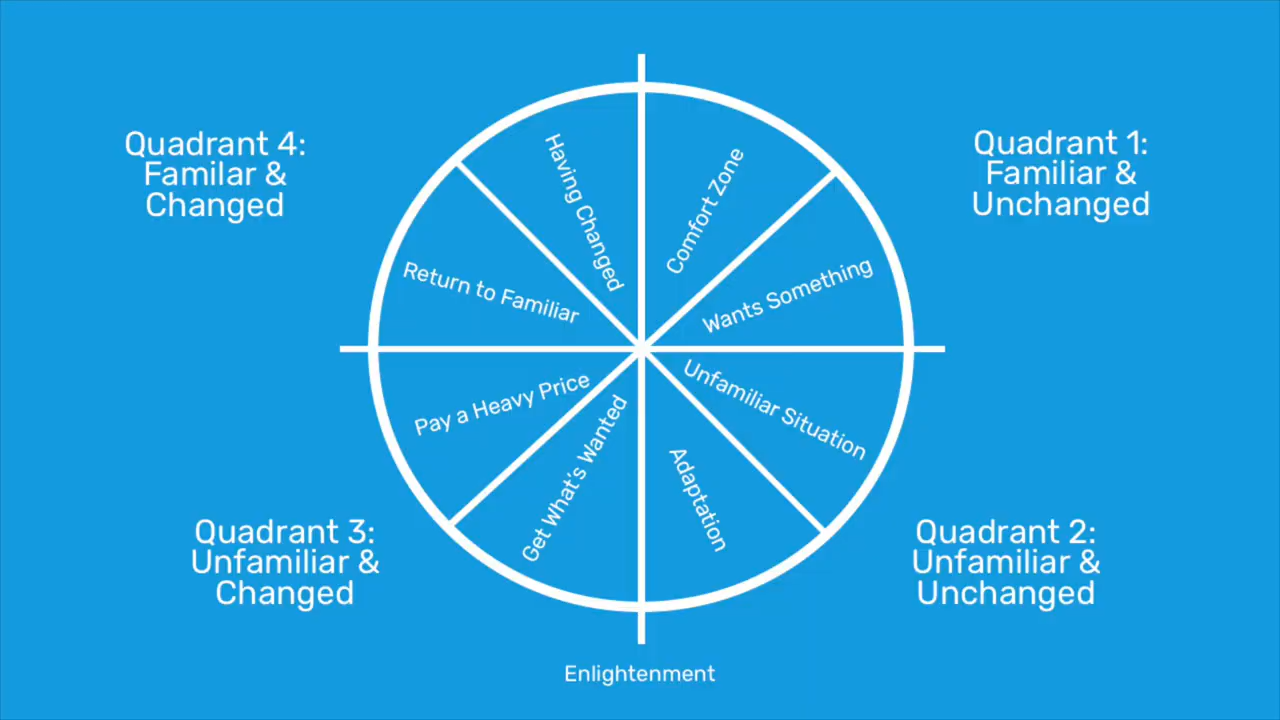 Quadrant 4:
Familar &
Changed
Quadrant 1:
Familiar &
Unchanged
Having Changed
Comfort Zone
Return to Familiar
Wants Something
Pay a Heavy Price
Unfamiliar Situation
Get What's Wanted
Adaptation
Quadrant 3:
Unfamiliar &
Changed
Quadrant 2:
Unfamiliar &
Unchanged
Enlightenment